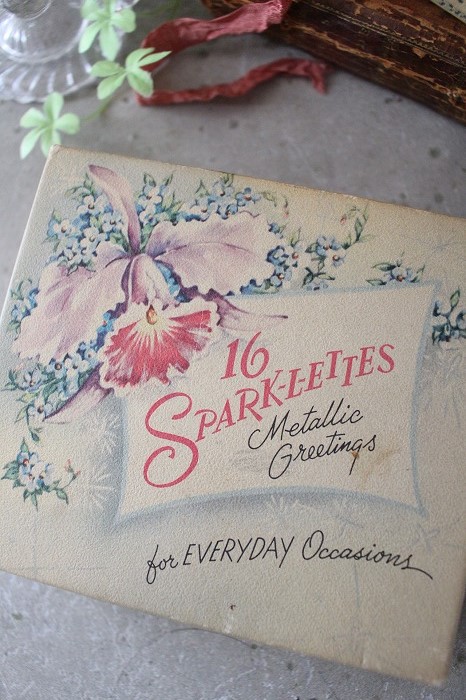 16
SPARK-L-ETTES
Metallic
Greetings
for EVERYDAY Occasions